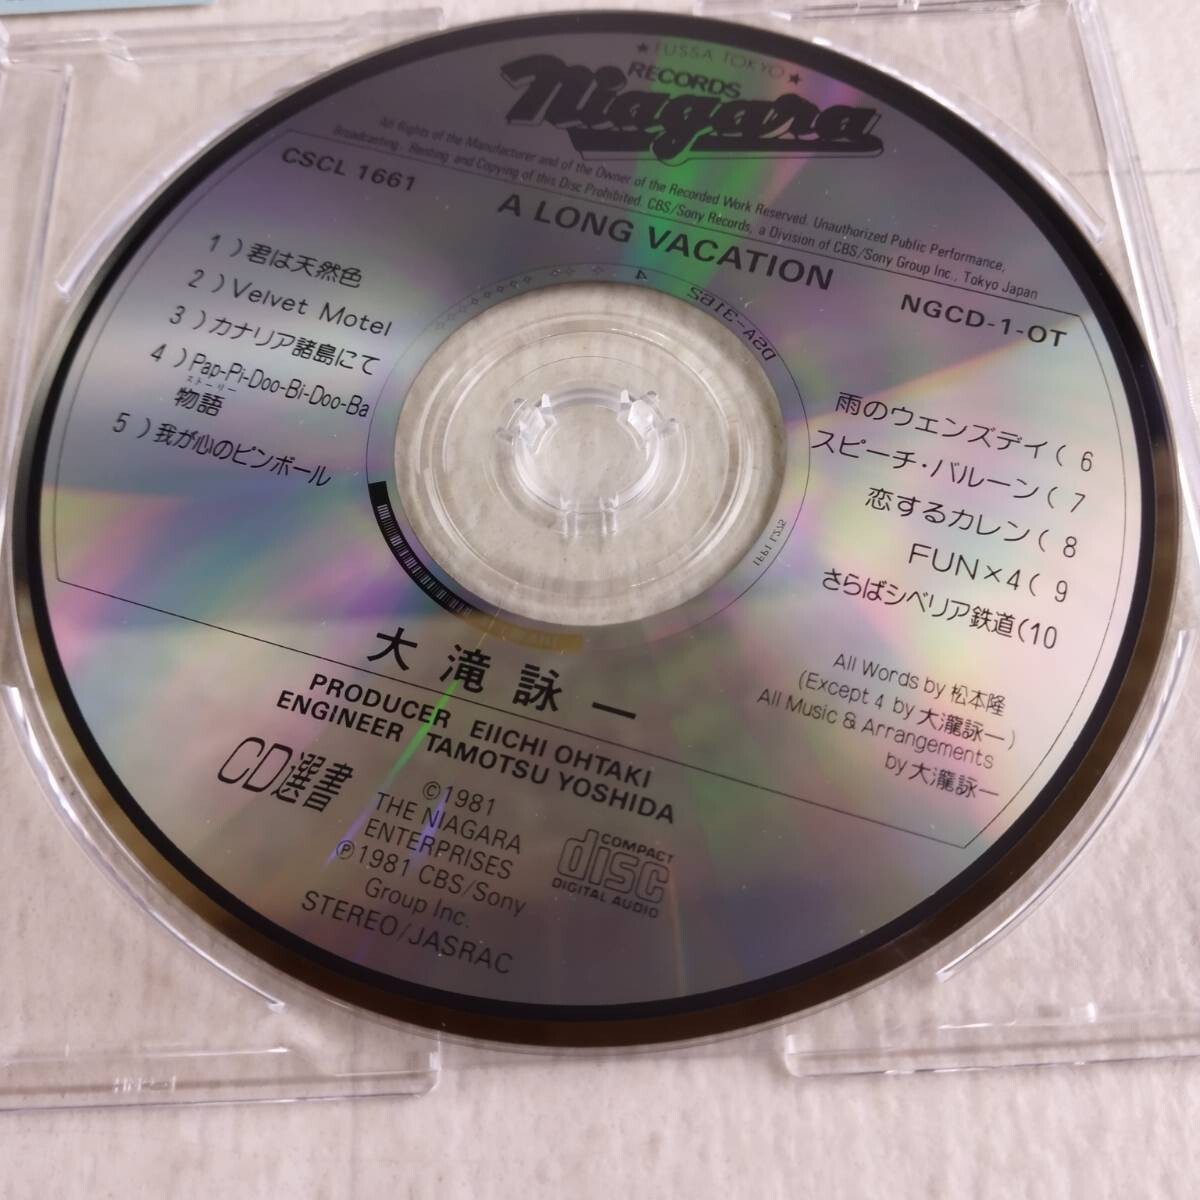 ★ FUSSA TOKYO ★
RECORDS
Niagara
All Rights of the Manufacturer and of the Owner of the Recorded Work Reserved. Unauthorized Public Performance,
Broadcasting, Renting and Copying of this Disc Prohibited. CBS/Sony Records, a Division of CBS/Sony Group Inc., Tokyo Japan
CSCL 1661
A LONG VACATION
NGCD-1-OT
1）君は天然色
2）Velvet Motel
3）カナリア諸島にて
4）Pap-Pi-Doo-Bi-Doo-Ba
ストーリー
物語
5）我が心のピンボール
雨のウエンズデイ（6
スピーチ・バルーン（7
恋するカレン（8
FUN×4（9
さらばシベリア鉄道（10
All Words by 松本隆
(Except 4 by 大瀧詠一)
All Music & Arrangements
by 大瀧詠一
大滝詠一
PRODUCER EIICHI OHTAKI
ENGINEER TAMOTSU YOSHIDA
CD選書
©1981
THE NIAGARA
ENTERPRISES
℗1981 CBS/Sony
Group Inc.
STEREO/JASRAC
COMPACT
disc
DIGITAL AUDIO